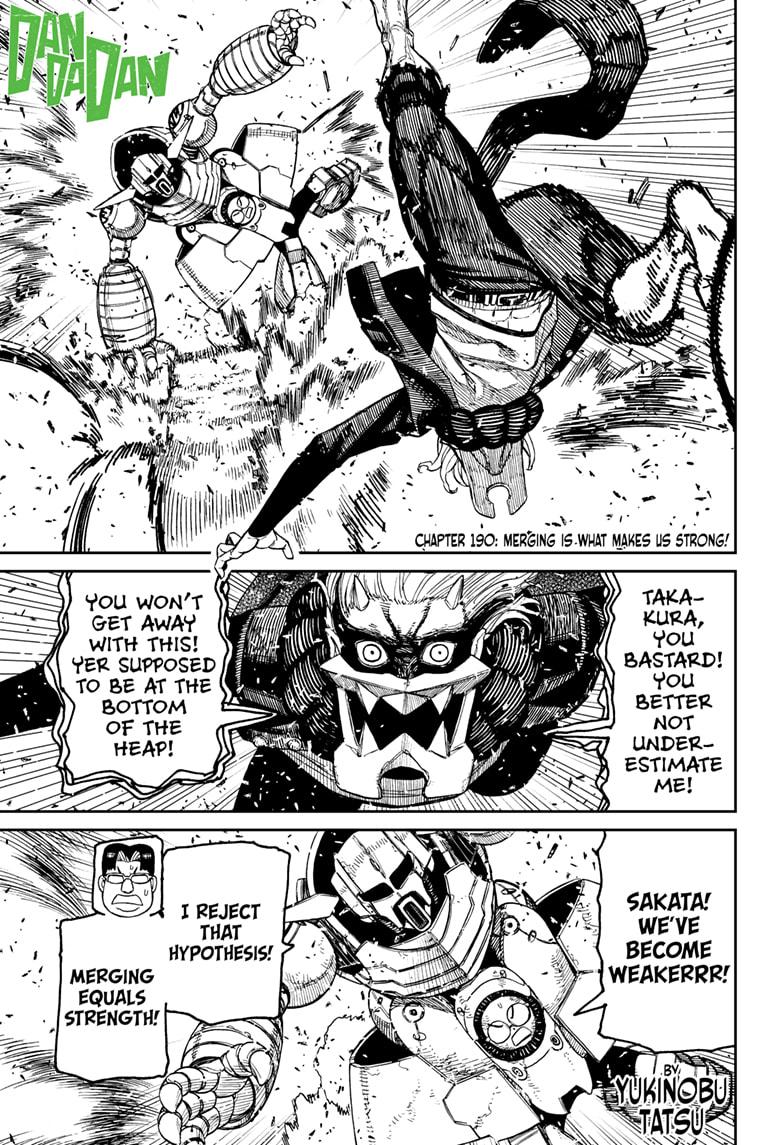 DAN
DA DAN
CHAPTER 190: MERGING IS WHAT MAKES US STRONG!
TAKA-
KURA,
YOU
BASTARD!
YOU
BETTER
NOT
UNDER-
ESTIMATE
ME!
YOU WON'T
GET AWAY
WITH THIS!
YER SUPPOSED
TO BE AT THE
BOTTOM
OF THE
HEAP!
SAKATA!
WE'VE
BECOME
WEAKERRR!
I REJECT
THAT
HYPOTHESIS!
MERGING
EQUALS
STRENGTH!
BY
YUKINOBU
TATSU